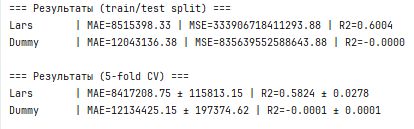 === Результаты (train/test split) ===
Lars       | MAE=8515398.33 | MSE=333906718411293.88 | R2=0.6004
Dummy      | MAE=12043136.38 | MSE=835639552588643.88 | R2=-0.0000
=== Результаты (5-fold CV) ===
Lars       | MAE=8417208.75 ± 115813.15 | R2=0.5824 ± 0.0278
Dummy      | MAE=12134425.15 ± 197374.62 | R2=-0.0001 ± 0.0001